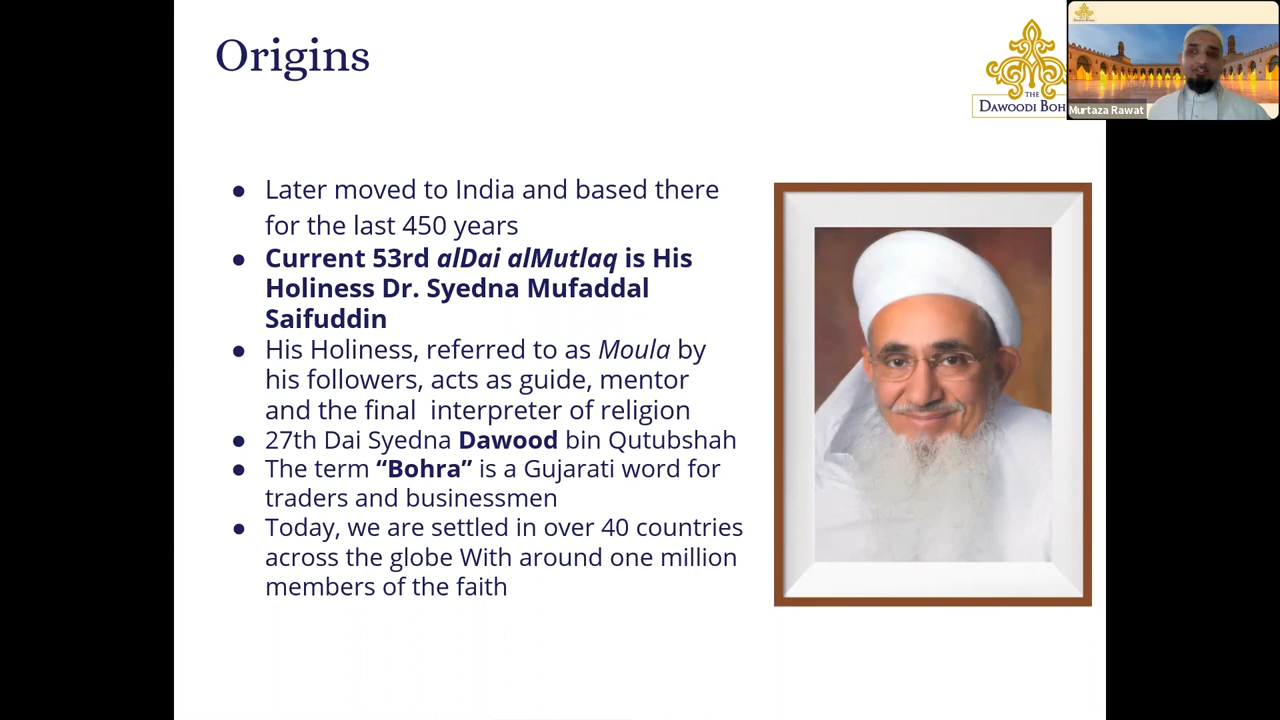 Origins
THE
DAWOODI BOH
Murtaza Rawat
● Later moved to India and based there
for the last 450 years
● Current 53rd alDai alMutlaq is His
Holiness Dr. Syedna Mufaddal
Saifuddin
● His Holiness, referred to as Moula by
his followers, acts as guide, mentor
and the final  interpreter of religion
● 27th Dai Syedna Dawood bin Qutubshah
● The term “Bohra” is a Gujarati word for
traders and businessmen
● Today, we are settled in over 40 countries
across the globe With around one million
members of the faith